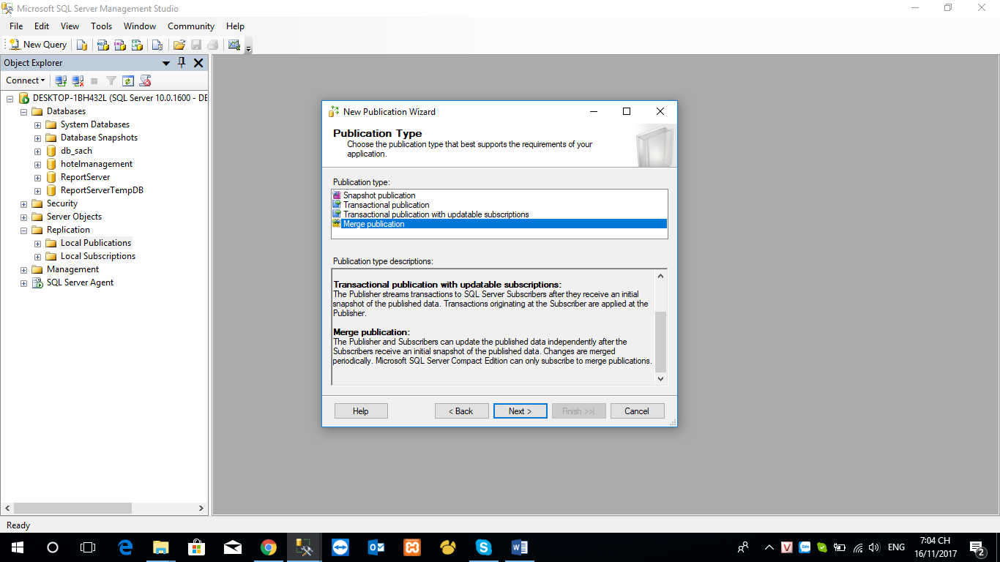 Microsoft SQL Server Management Studio
File Edit View Tools Window Community Help
New Query
Object Explorer
Connect
DESKTOP-1BH432L (SQL Server 10.0.1600 - DE
Databases
System Databases
Database Snapshots
db_sach
hotelmanagement
ReportServer
ReportServerTempDB
Security
Server Objects
Replication
Local Publications
Local Subscriptions
Management
SQL Server Agent
New Publication Wizard
Publication Type
Choose the publication type that best supports the requirements of your
application.
Publication type:
Snapshot publication
Transactional publication
Transactional publication with updatable subscriptions
Merge publication
Publication type descriptions:
Transactional publication with updatable subscriptions:
The Publisher streams transactions to SQL Server Subscribers after they receive an initial
snapshot of the published data. Transactions originating at the Subscriber are applied at the
Publisher.
Merge publication:
The Publisher and Subscribers can update the published data independently after the
Subscribers receive an initial snapshot of the published data. Changes are merged
periodically. Microsoft SQL Server Compact Edition can only subscribe to merge publications.
Help < Back Next > Finish >>| Cancel
Ready
ENG
7:04 CH
16/11/2017
2